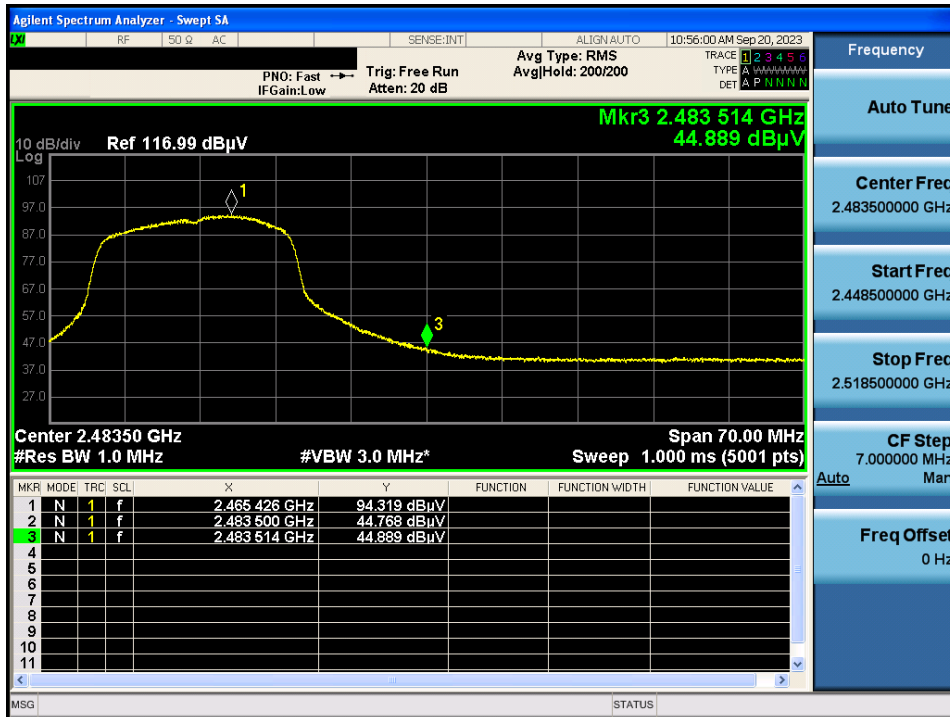 Agilent Spectrum Analyzer - Swept SA
LXI RF 50 Ω AC SENSE:INT ALIGN AUTO 10:56:00 AM Sep 20, 2023
PNO: Fast
IFGain:Low
Trig: Free Run
Atten: 20 dB
Avg Type: RMS
Avg|Hold: 200/200
TRACE 1 2 3 4 5 6
TYPE A
DET A P N N N N
Mkr3 2.483 514 GHz
44.889 dBµV
10 dB/div Ref 116.99 dBµV
Log
107
97.0
87.0
77.0
67.0
57.0
47.0
37.0
27.0
1
3
Center 2.48350 GHz Span 70.00 MHz
#Res BW 1.0 MHz #VBW 3.0 MHz* Sweep 1.000 ms (5001 pts)
MKR MODE TRC SCL X Y FUNCTION FUNCTION WIDTH FUNCTION VALUE
1 N 1 f 2.465 426 GHz 94.319 dBµV
2 N 1 f 2.483 500 GHz 44.768 dBµV
3 N 1 f 2.483 514 GHz 44.889 dBµV
4
5
6
7
8
9
10
11
MSG STATUS
Frequency
Auto Tune
Center Freq
2.483500000 GHz
Start Freq
2.448500000 GHz
Stop Freq
2.518500000 GHz
CF Step
7.000000 MHz
Auto Man
Freq Offset
0 Hz